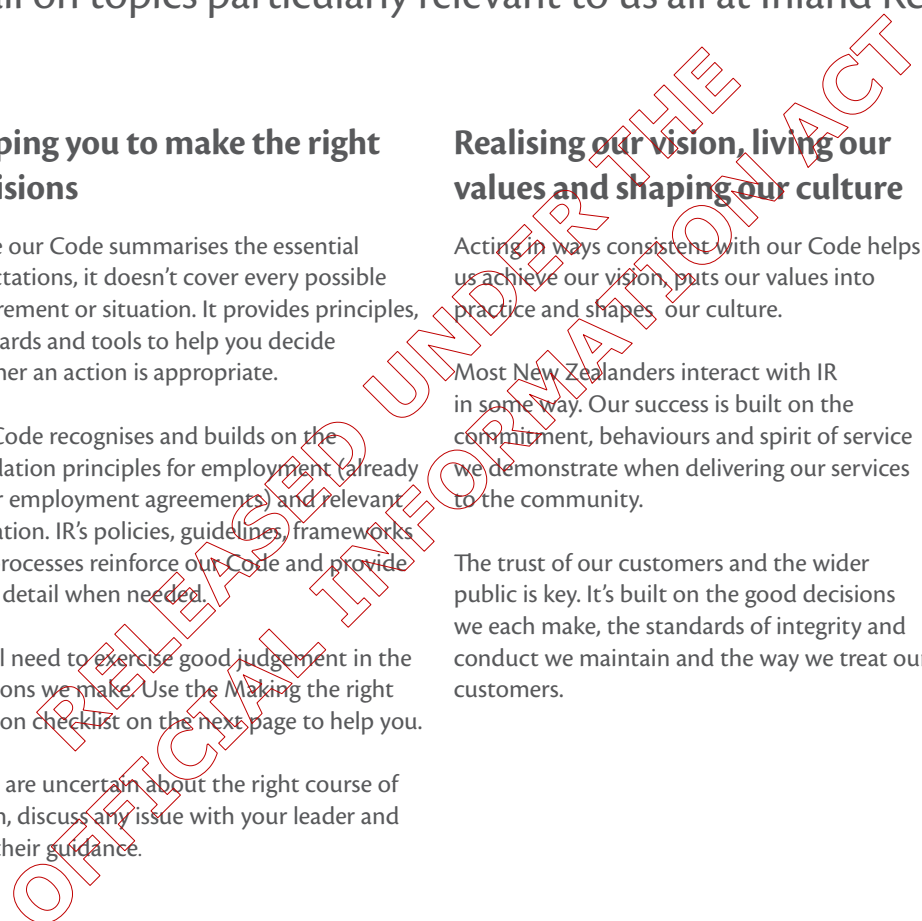 ail on topics particularly relevant to us all at Inland Re
ping you to make the right
isions
e our Code summarises the essential
ctations, it doesn't cover every possible
rement or situation. It provides principles,
ards and tools to help you decide
her an action is appropriate.
Code recognises and builds on the
dation principles for employment (already
r employment agreements) and relevant
ation. IR's policies, guidelines, frameworks
rocesses reinforce our Code and provide
detail when needed.
l need to exercise good judgement in the
ons we make. Use the Making the right
on checklist on the next page to help you.
are uncertain about the right course of
n, discuss any issue with your leader and
heir guidance.
Realising our vision, living our
values and shaping our culture
Acting in ways consistent with our Code helps
us achieve our vision, puts our values into
practice and shapes our culture.
Most New Zealanders interact with IR
in some way. Our success is built on the
commitment, behaviours and spirit of service
we demonstrate when delivering our services
to the community.
The trust of our customers and the wider
public is key. It's built on the good decisions
we each make, the standards of integrity and
conduct we maintain and the way we treat our
customers.
RELEASED UNDER THE
OFFICIAL INFORMATION ACT